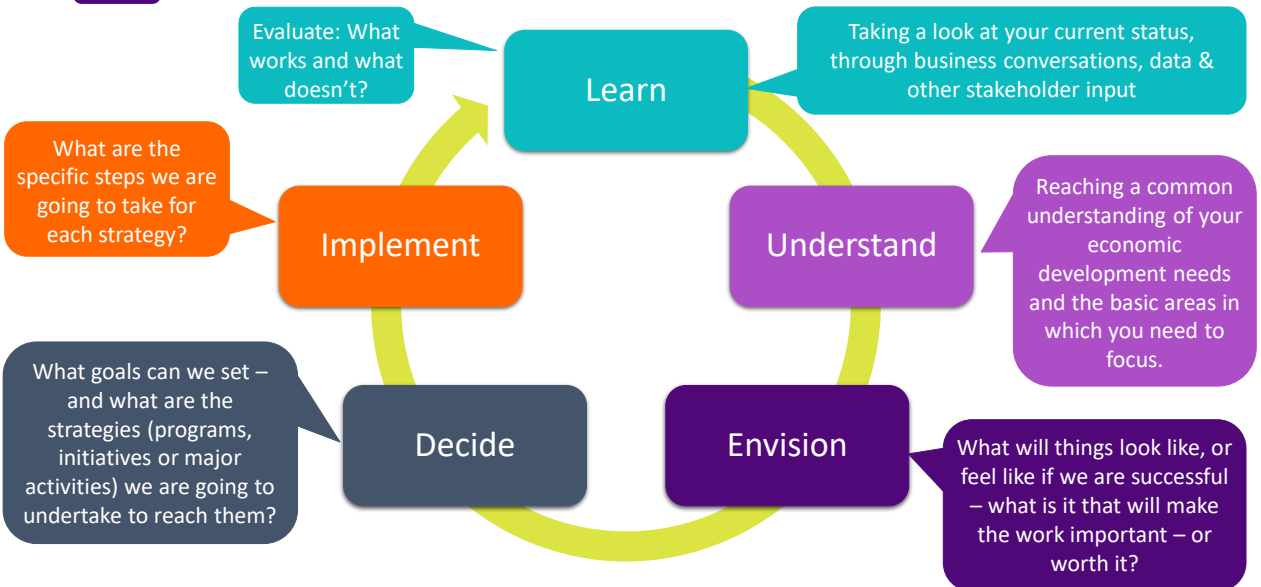 Evaluate: What
works and what
doesn't?
Learn
Taking a look at your current status,
through business conversations, data &
other stakeholder input
What are the
specific steps we are
going to take for
each strategy?
Implement
Understand
Reaching a common
understanding of your
economic
development needs
and the basic areas in
which you need to
focus.
What goals can we set –
and what are the
strategies (programs,
initiatives or major
activities) we are going to
undertake to reach them?
Decide
Envision
What will things look like, or
feel like if we are successful
– what is it that will make
the work important – or
worth it?